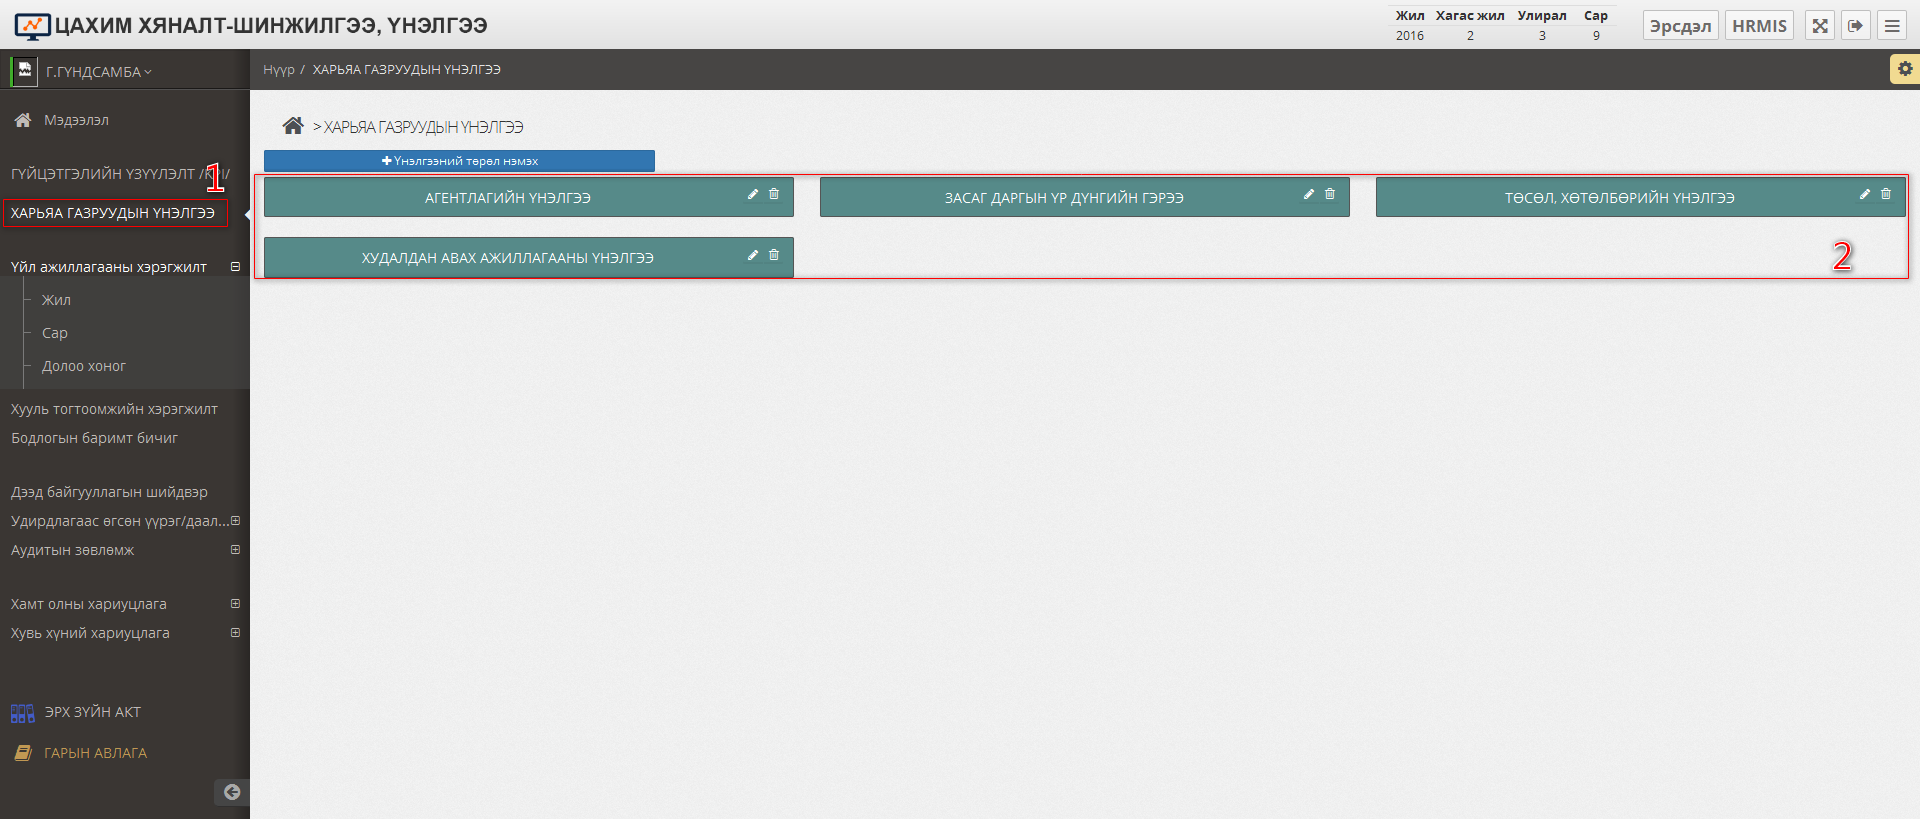 ЦАХИМ ХЯНАЛТ-ШИНЖИЛГЭЭ, ҮНЭЛГЭЭ
Жил Хагас жил Улирал Сар
2016 2 3 9
Эрсдэл HRMIS
Г.ГҮНДСАМБА
Нүүр / ХАРЬЯА ГАЗРУУДЫН ҮНЭЛГЭЭ
Мэдээлэл
ГҮЙЦЭТГЭЛИЙН ҮЗҮҮЛЭЛТ /KPI/
1
ХАРЬЯА ГАЗРУУДЫН ҮНЭЛГЭЭ
Үйл ажиллагааны хэрэгжилт
Жил
Сар
Долоо хоног
Хууль тогтоомжийн хэрэгжилт
Бодлогын баримт бичиг
Дээд байгууллагын шийдвэр
Удирдлагаас өгсөн үүрэг/даал...
Аудитын зөвлөмж
Хамт олны хариуцлага
Хувь хүний хариуцлага
ЭРХ ЗҮЙН АКТ
ГАРЫН АВЛАГА
> ХАРЬЯА ГАЗРУУДЫН ҮНЭЛГЭЭ
Үнэлгээний төрөл нэмэх
АГЕНТЛАГИЙН ҮНЭЛГЭЭ
ЗАСАГ ДАРГЫН ҮР ДҮНГИЙН ГЭРЭЭ
ТӨСӨЛ, ХӨТӨЛБӨРИЙН ҮНЭЛГЭЭ
ХУДАЛДАН АВАХ АЖИЛЛАГААНЫ ҮНЭЛГЭЭ
2